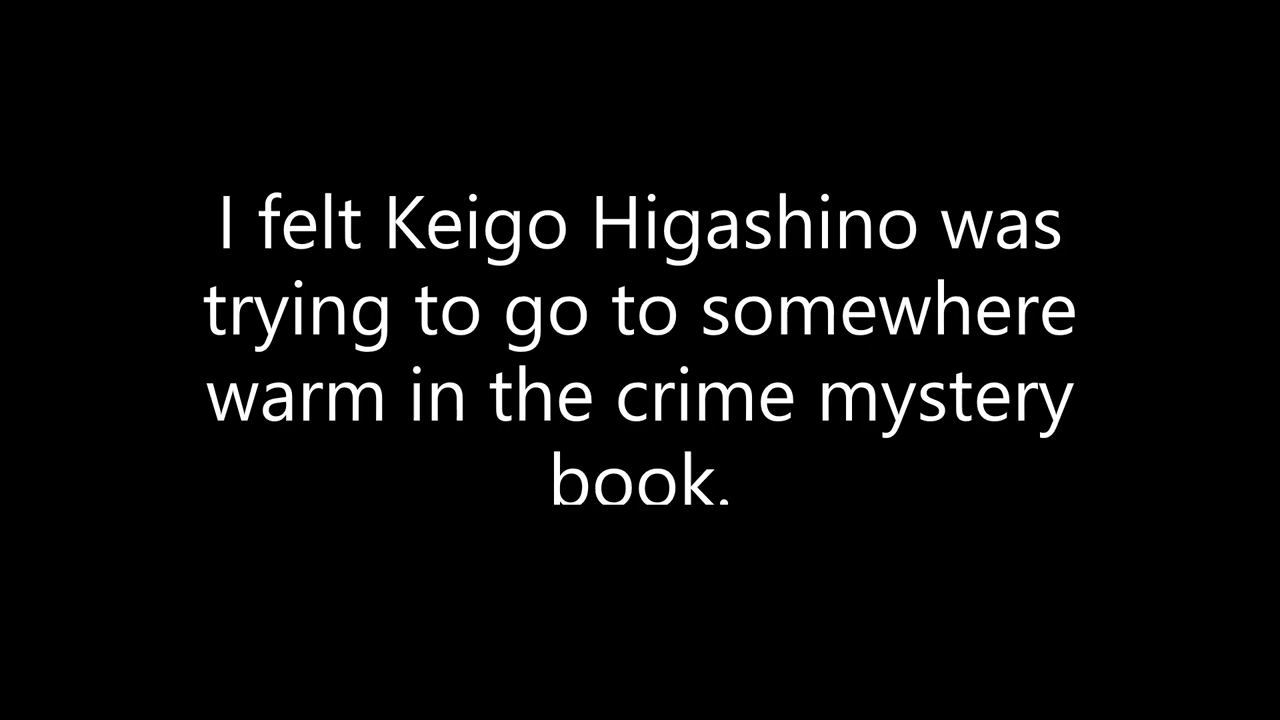 I felt Keigo Higashino was
trying to go to somewhere
warm in the crime mystery
book.